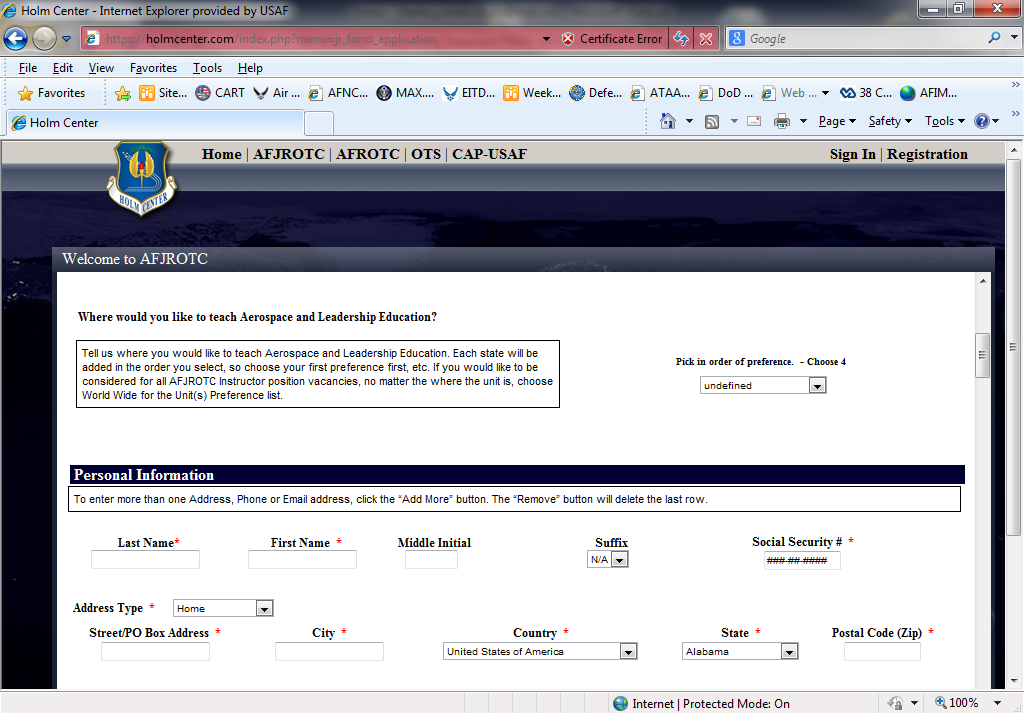 Holm Center - Internet Explorer provided by USAF
https://holmcenter.com/index.php?menu=jr_form_application
Certificate Error
Google
File Edit View Favorites Tools Help
Favorites Site... CART Air ... AFNC... MAX.... EITD... Week... Defe... ATAA... DoD ... Web ... 38 C... AFIM...
Holm Center
Page Safety Tools
Home | AFJROTC | AFROTC | OTS | CAP-USAF
Sign In | Registration
HOLM CENTER
Welcome to AFJROTC
Where would you like to teach Aerospace and Leadership Education?
Tell us where you would like to teach Aerospace and Leadership Education. Each state will be
added in the order you select, so choose your first preference first, etc. If you would like to be
considered for all AFJROTC Instructor position vacancies, no matter the where the unit is, choose
World Wide for the Unit(s) Preference list.
Pick in order of preference. - Choose 4
undefined
Personal Information
To enter more than one Address, Phone or Email address, click the “Add More” button. The “Remove” button will delete the last row.
Last Name* First Name * Middle Initial Suffix Social Security # *
N/A ###-##-####
Address Type * Home
Street/PO Box Address * City * Country * State * Postal Code (Zip) *
United States of America Alabama
Internet | Protected Mode: On 100%